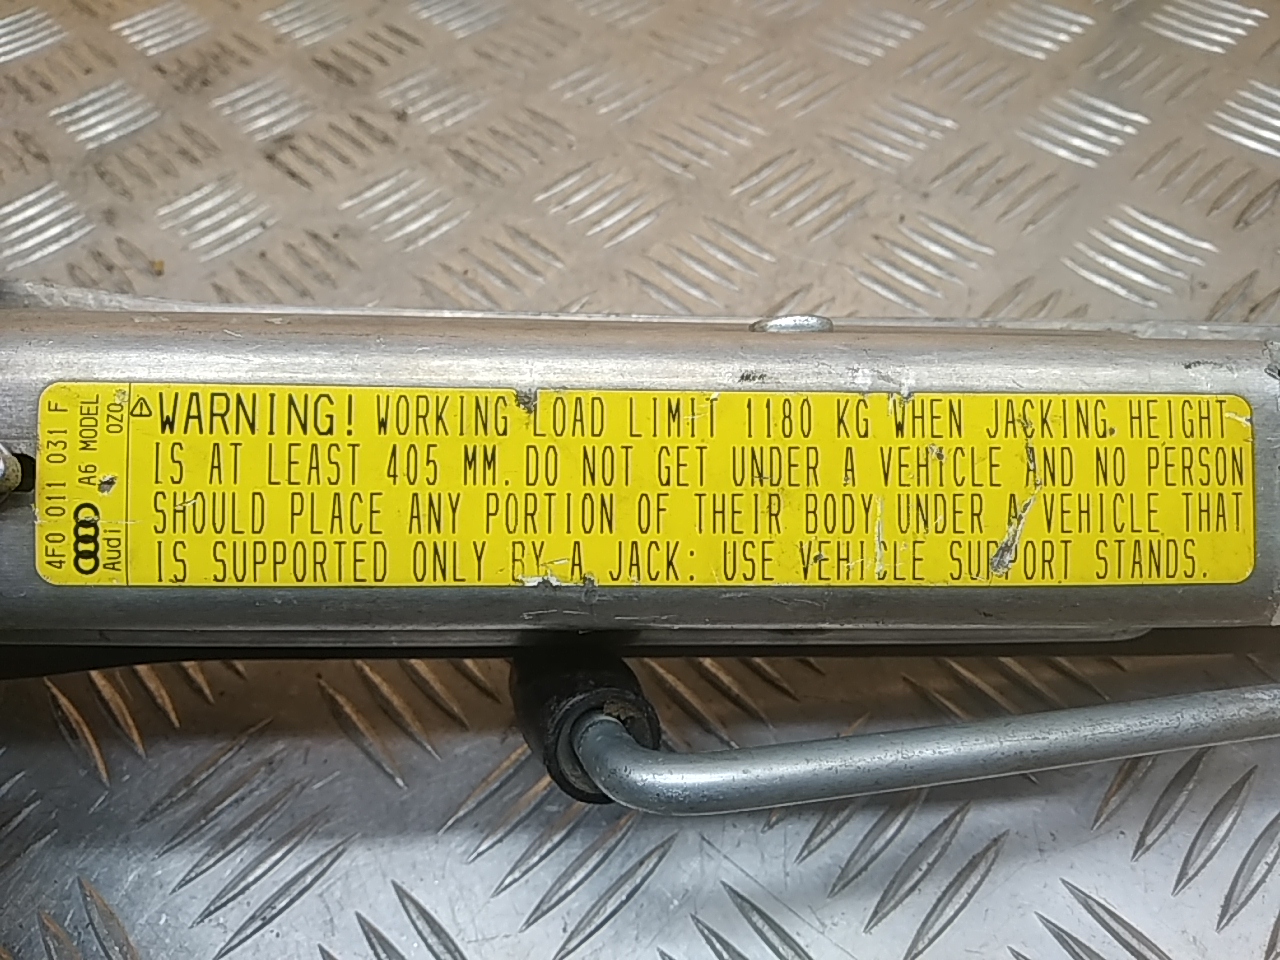 4F0 011 031 F
Audi A6 MODEL
0Z0
WARNING! WORKING LOAD LIMIT 1180 KG WHEN JACKING HEIGHT
IS AT LEAST 405 MM. DO NOT GET UNDER A VEHICLE AND NO PERSON
SHOULD PLACE ANY PORTION OF THEIR BODY UNDER A VEHICLE THAT
IS SUPPORTED ONLY BY A JACK: USE VEHICLE SUPPORT STANDS.